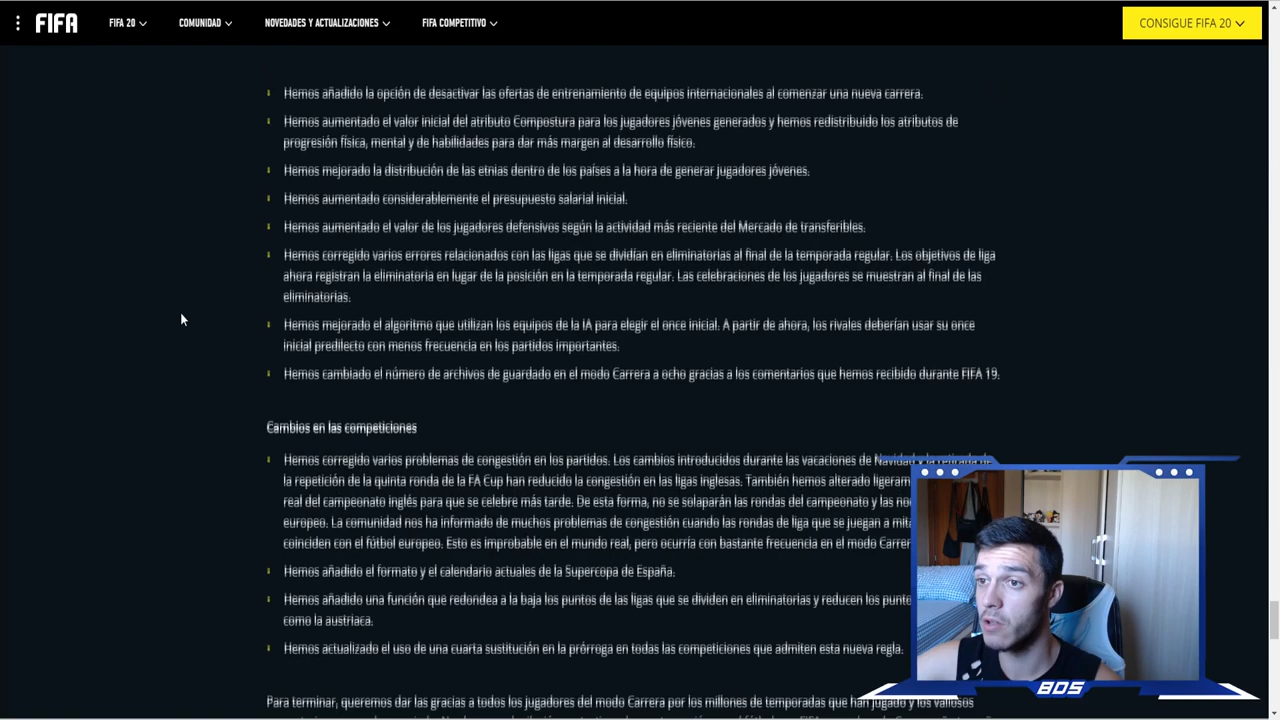 FIFA
FIFA 20
COMUNIDAD
NOVEDADES Y ACTUALIZACIONES
FIFA COMPETITIVO
CONSIGUE FIFA 20
Hemos añadido la opción de desactivar las ofertas de entrenamiento de equipos internacionales al comenzar una nueva carrera.
Hemos aumentado el valor inicial del atributo Compostura para los jugadores jóvenes generados y hemos redistribuido los atributos de
progresión física, mental y de habilidades para dar más margen al desarrollo físico.
Hemos mejorado la distribución de las etnias dentro de los países a la hora de generar jugadores jóvenes.
Hemos aumentado considerablemente el presupuesto salarial inicial.
Hemos aumentado el valor de los jugadores defensivos según la actividad más reciente del Mercado de transferibles.
Hemos corregido varios errores relacionados con las ligas que se dividían en eliminatorias al final de la temporada regular. Los objetivos de liga
ahora registran la eliminatoria en lugar de la posición en la temporada regular. Las celebraciones de los jugadores se muestran al final de las
eliminatorias.
Hemos mejorado el algoritmo que utilizan los equipos de la IA para elegir el once inicial. A partir de ahora, los rivales deberían usar su once
inicial predilecto con menos frecuencia en los partidos importantes.
Hemos cambiado el número de archivos de guardado en el modo Carrera a ocho gracias a los comentarios que hemos recibido durante FIFA 19.
Cambios en las competiciones
Hemos corregido varios problemas de congestión en los partidos. Los cambios introducidos durante las vacaciones de Navidad y la retirada de
la repetición de la quinta ronda de la FA Cup han reducido la congestión en las ligas inglesas. También hemos alterado
real del campeonato inglés para que se celebre más tarde. De esta forma, no se solaparán las rondas del campeonato y las
europeo. La comunidad nos ha informado de muchos problemas de congestión cuando las rondas de liga que se juegan a
coinciden con el fútbol europeo. Esto es improbable en el mundo real, pero ocurría con bastante frecuencia en el modo
Hemos añadido el formato y el calendario actuales de la Supercopa de España.
Hemos añadido una función que redondea a la baja los puntos de las ligas que se dividen en eliminatorias y reducen los
como la austriaca.
Hemos actualizado el uso de una cuarta sustitución en la prórroga en todas las competiciones que admiten esta nueva regla.
Para terminar, queremos dar las gracias a todos los jugadores del modo Carrera por los millones de temporadas que han jugado y los valiosos
BDS